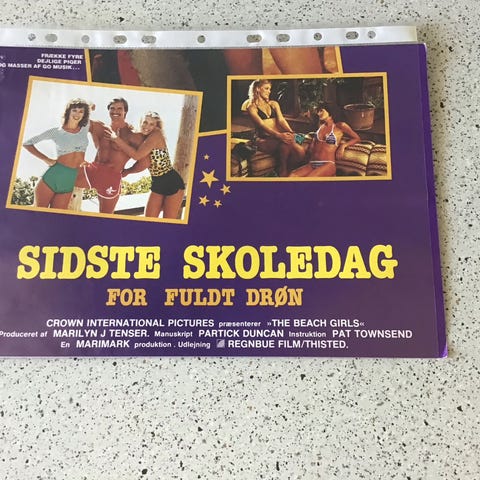 FRÆKKE FYRE
DEJLIGE PIGER
OG MASSER AF GO MUSIK...
SIDSTE SKOLEDAG
FOR FULDT DRØN
CROWN INTERNATIONAL PICTURES præsenterer »THE BEACH GIRLS«
Produceret af MARILYN J TENSER. Manuskript PARTICK DUNCAN Instruktion PAT TOWNSEND
En MARIMARK produktion. Udlejning REGNBUE FILM/THISTED.